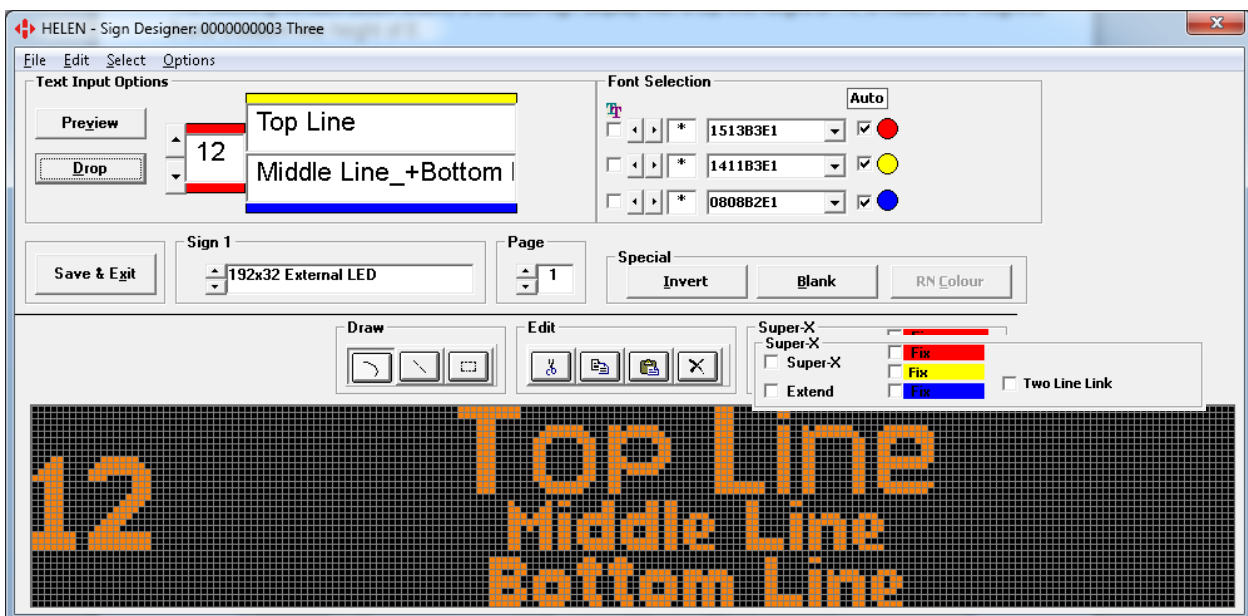 HELEN - Sign Designer: 0000000003 Three
File Edit Select Options
Text Input Options
Font Selection
Preview
Drop
12
Top Line
Middle Line_+Bottom
Auto
* 1513B3E1
* 1411B3E1
* 0808B2E1
Save & Exit
Sign 1
192x32 External LED
Page
1
Special
Invert
Blank
RN Colour
Draw
Edit
Super-X
Super-X
Super-X
Extend
Fix
Fix
Fix
Two Line Link
12
Top Line
Middle Line
Bottom Line